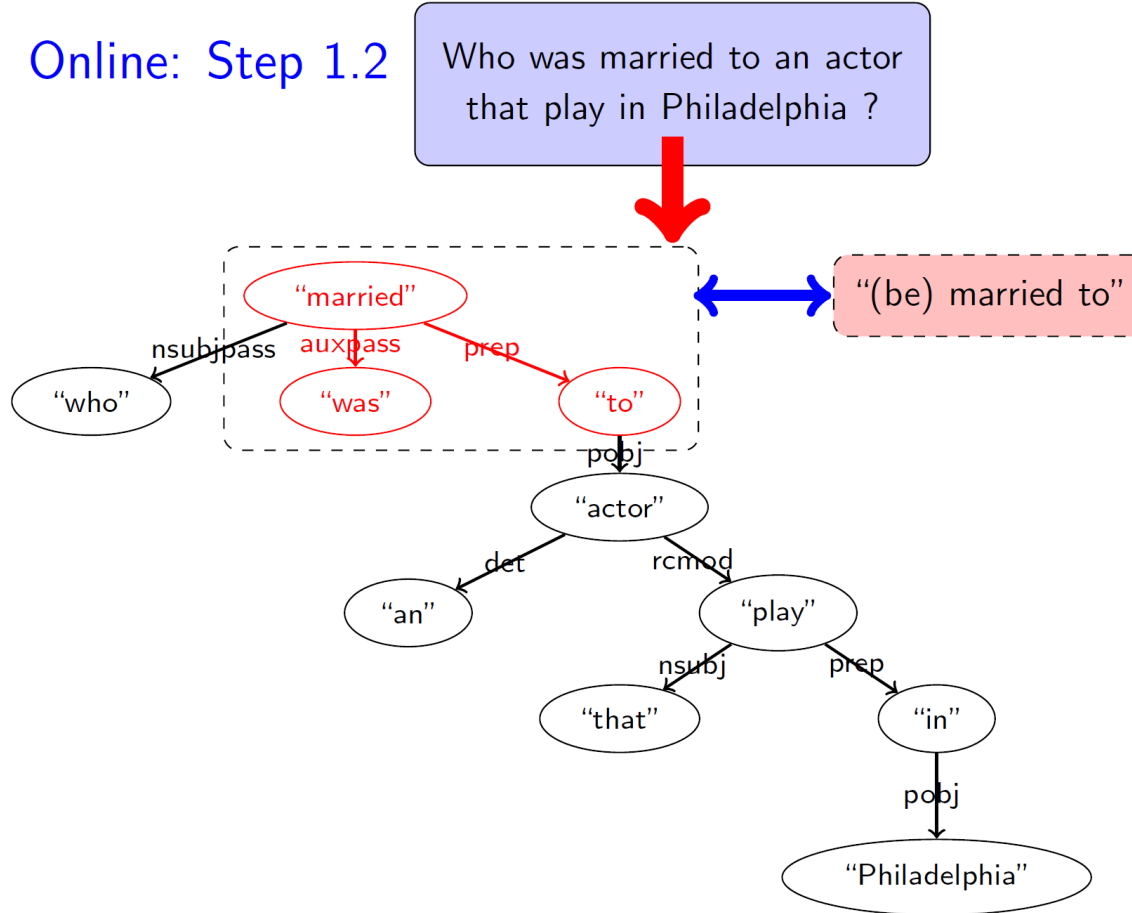 Online: Step 1.2
Who was married to an actor
that play in Philadelphia ?
“married”
“(be) married to”
nsubjpass
auxpass
prep
“who”
“was”
“to”
pobj
“actor”
det
rcmod
“an”
“play”
nsubj
prep
“that”
“in”
pobj
“Philadelphia”